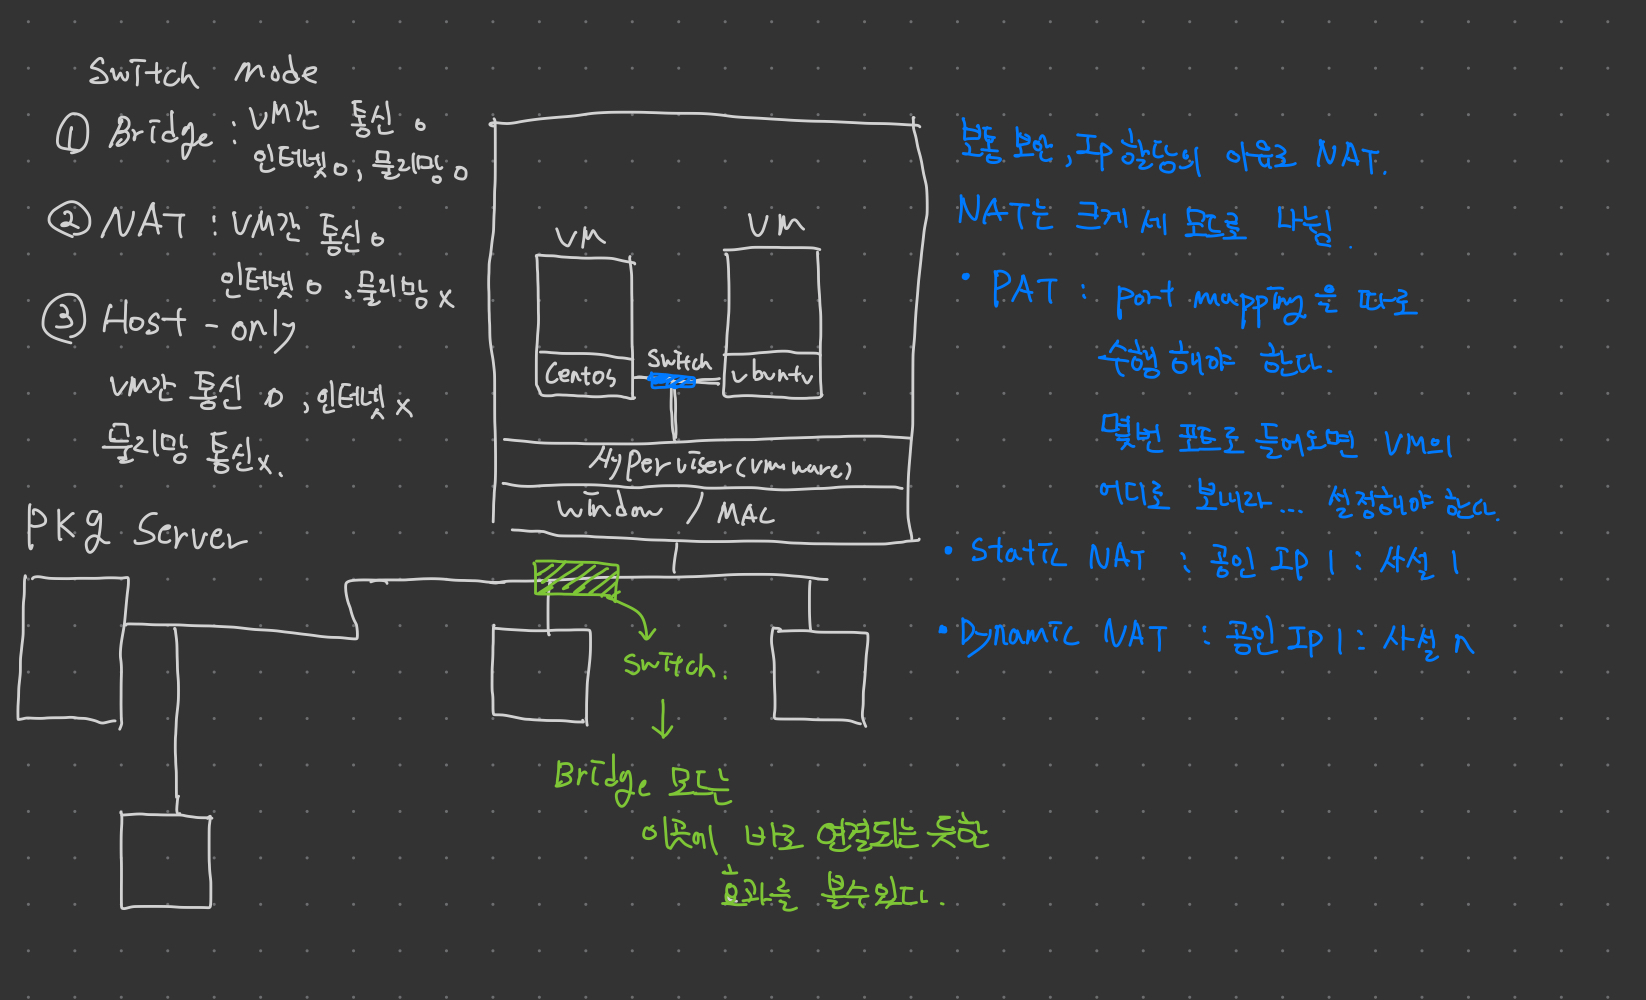 Switch mode
① Bridge : VM간 통신 o
인터넷o, 물리망o
② NAT : VM간 통신o
인터넷 o, 물리망 x
③ Host - only
VM간 통신 o, 인터넷 x
물리망 통신x.
PKg Server
VM
VM
Centos
Switch
Ubuntu
Hyperviser(vmware)
window / MAC
Switch.
Bridge 모드는
이곳에 바로 연결되는 듯한
효과를 볼수있다.
보통 보안, Ip 할당의 이유로 NAT.
NAT는 크게 세 모드로 나뉨.
• PAT : port mapping을 따로
수행해야 한다.
몇번 포트로 들어오면 VM의
어디로 보내라... 설정해야 한다.
• Static NAT : 공인 Ip 1 : 사설 1
• Dynamic NAT : 공인 Ip 1 : 사설 n